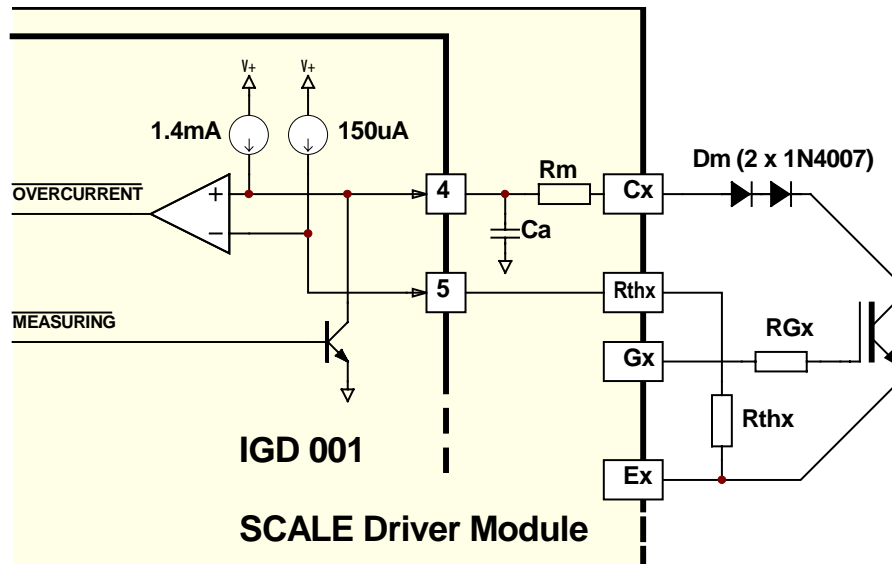 V+ V+
1.4mA 150uA
Dm (2 x 1N4007)
OVERCURRENT + 4 Rm Cx
Ca
− 5 Rthx
MEASURING
RGx
Gx
Rthx
IGD 001
Ex
SCALE Driver Module